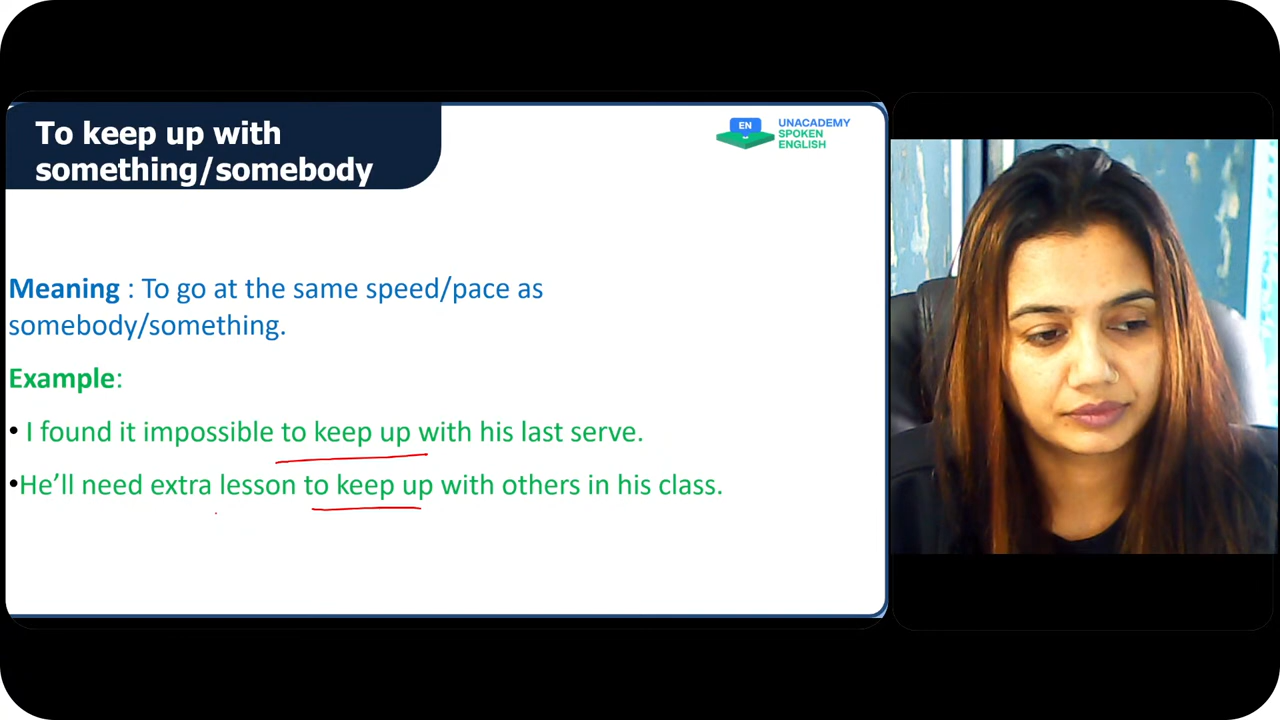 To keep up with
something/somebody
EN
UNACADEMY
SPOKEN
ENGLISH
Meaning : To go at the same speed/pace as
somebody/something.
Example:
• I found it impossible to keep up with his last serve.
•He’ll need extra lesson to keep up with others in his class.